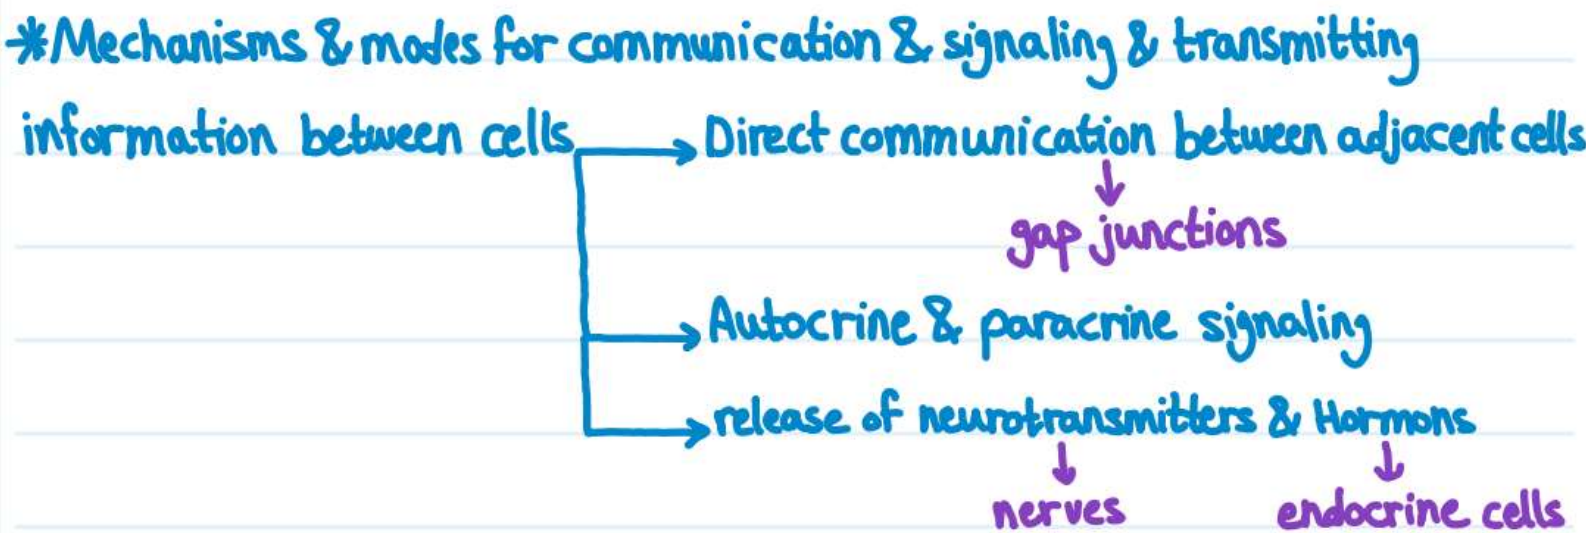 *Mechanisms & modes for communication & signaling & transmitting
information between cells → Direct communication between adjacent cells
↓
gap junctions
→ Autocrine & paracrine signaling
→ release of neurotransmitters & Hormons
↓ ↓
nerves endocrine cells